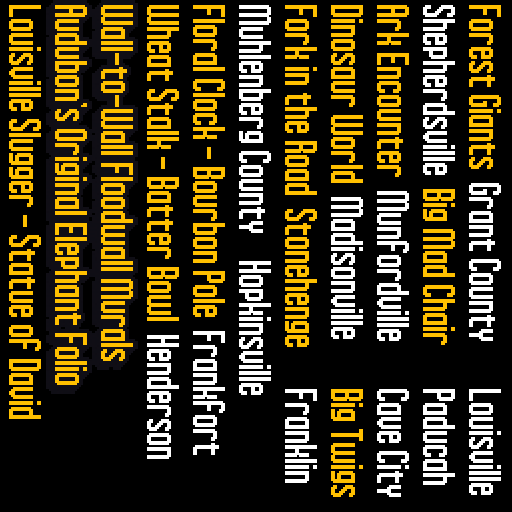 Forest Giants Grant County Louisville
Shepherdsville Big Mad Chair Paducah
Ark Encounter Munfordville Cave City
Dinosaur World Madisonville Big Twigs
Fork in the Road Stonehenge Franklin
Muhlenberg County Hopkinsville
Floral Clock - Bourbon Pole Frankfort
Wheat Stalk - Batter Bowl Henderson
Wall-to-Wall Floodwall Murals
Audubon's Original Elephant Folio
Louisville Slugger - Statue of David